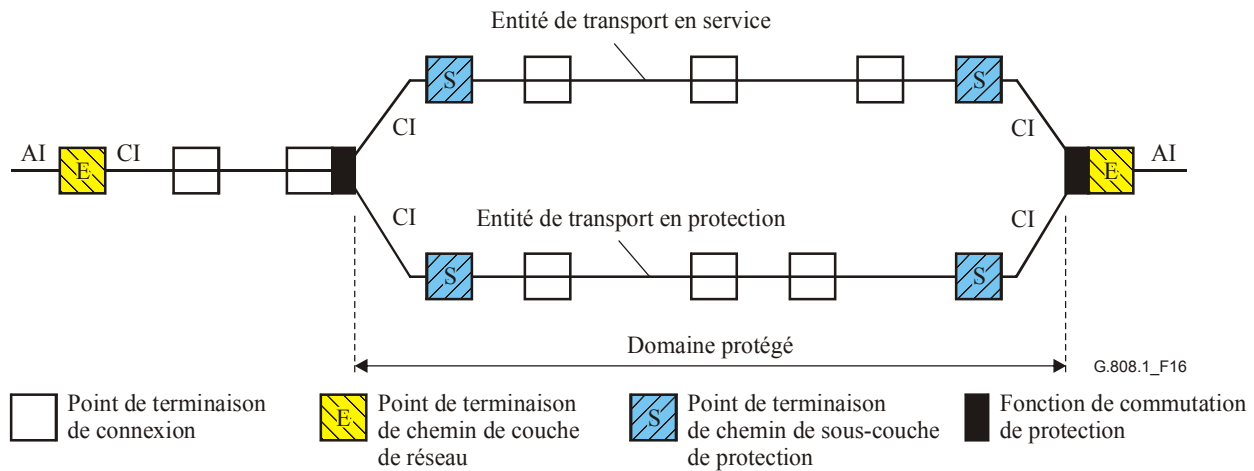 Entité de transport en service
S
S
CI
CI
AI
E
CI
E
AI
CI
Entité de transport en protection
CI
S
S
Domaine protégé
G.808.1_F16
Point de terminaison
de connexion
E
Point de terminaison
de chemin de couche
de réseau
S
Point de terminaison
de chemin de sous-couche
de protection
Fonction de commutation
de protection